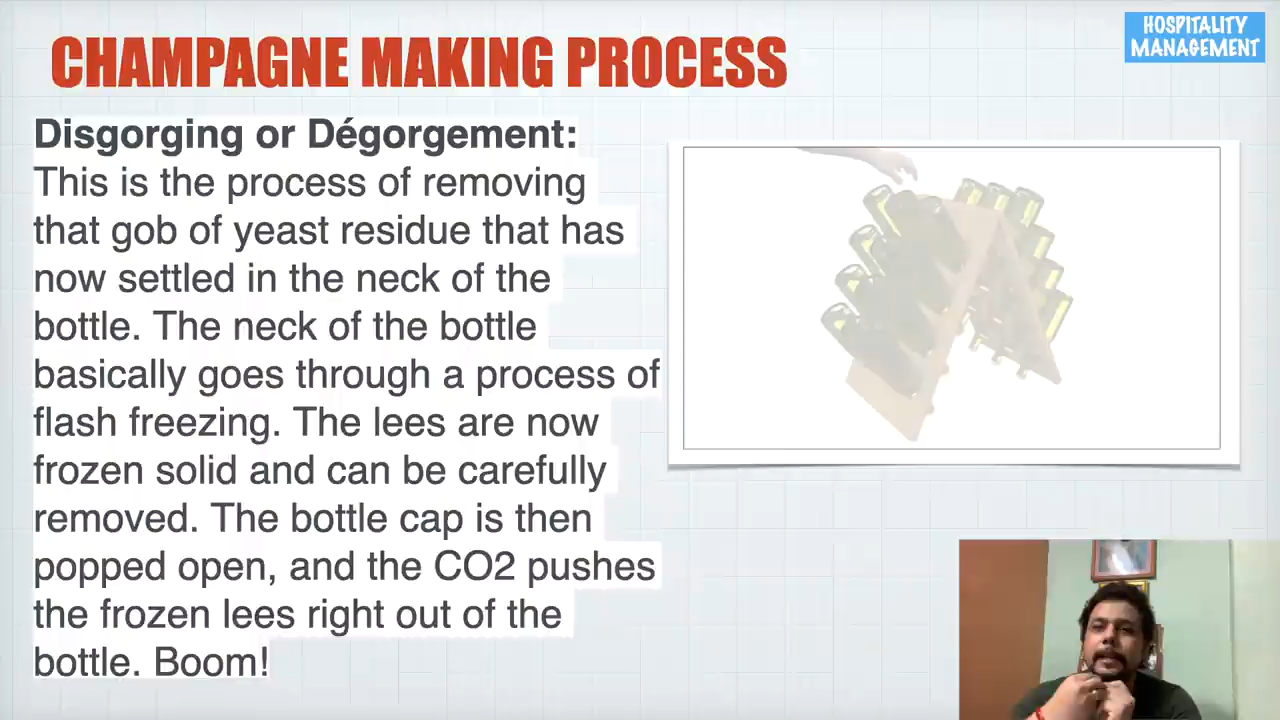 CHAMPAGNE MAKING PROCESS
HOSPITALITY
MANAGEMENT
Disgorging or Dégorgement:
This is the process of removing
that gob of yeast residue that has
now settled in the neck of the
bottle. The neck of the bottle
basically goes through a process of
flash freezing. The lees are now
frozen solid and can be carefully
removed. The bottle cap is then
popped open, and the CO2 pushes
the frozen lees right out of the
bottle. Boom!